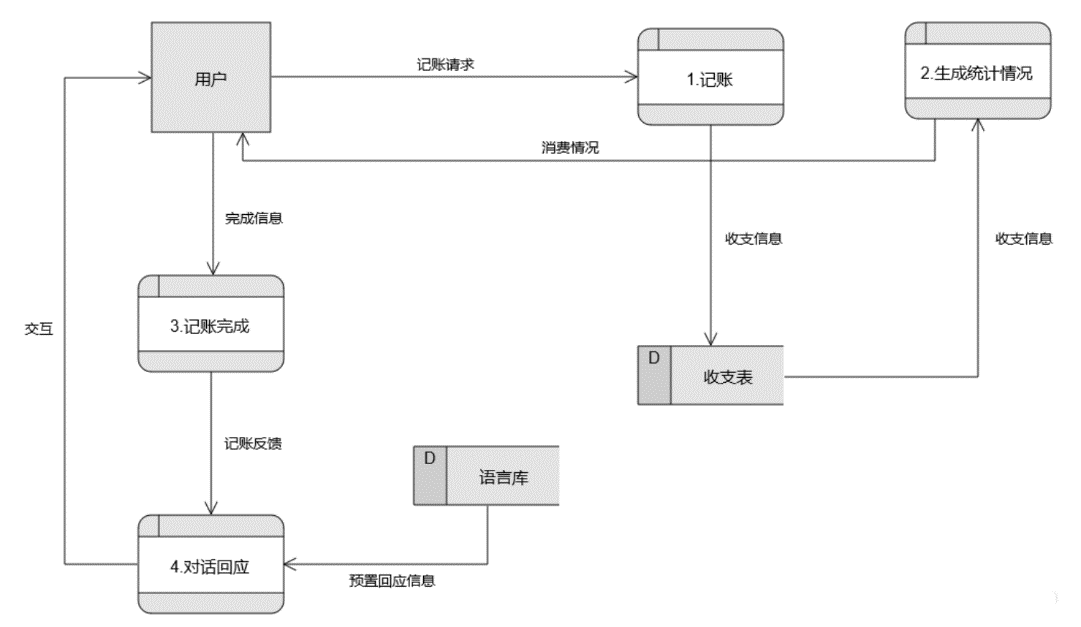 用户
记账请求
1.记账
2.生成统计情况
消费情况
完成信息
收支信息
收支信息
3.记账完成
交互
D
收支表
记账反馈
D
语言库
4.对话回应
预置回应信息